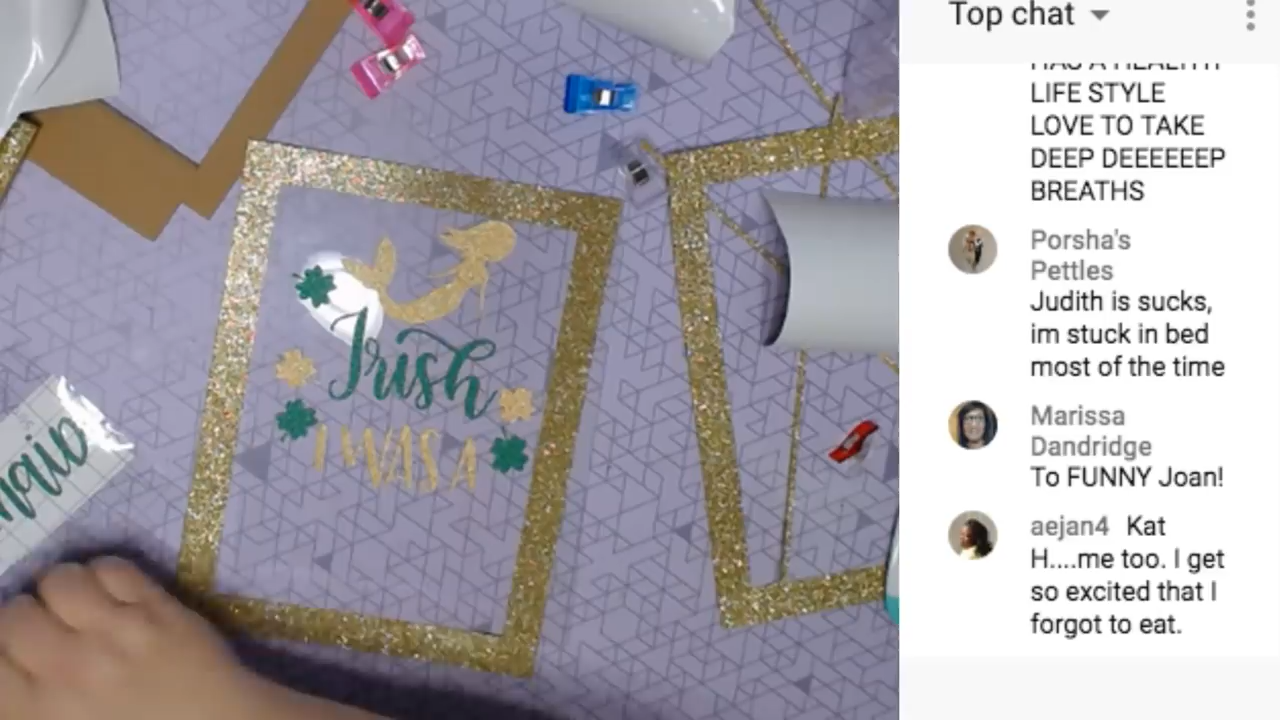 Irish
I WAS A
Top chat
HAS A HEALTHY
LIFE STYLE
LOVE TO TAKE
DEEP DEEEEEEP
BREATHS
Porsha's
Pettles
Judith is sucks,
im stuck in bed
most of the time
Marissa
Dandridge
To FUNNY Joan!
aejan4 Kat
H....me too. I get
so excited that I
forgot to eat.